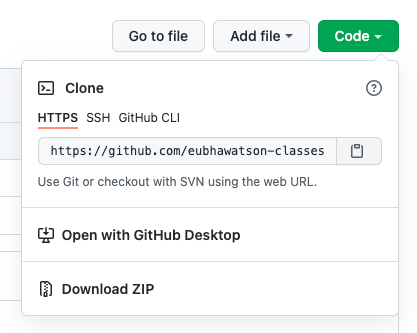 Go to file Add file Code
Clone
HTTPS SSH GitHub CLI
https://github.com/eubhawatson-classes
Use Git or checkout with SVN using the web URL.
Open with GitHub Desktop
Download ZIP